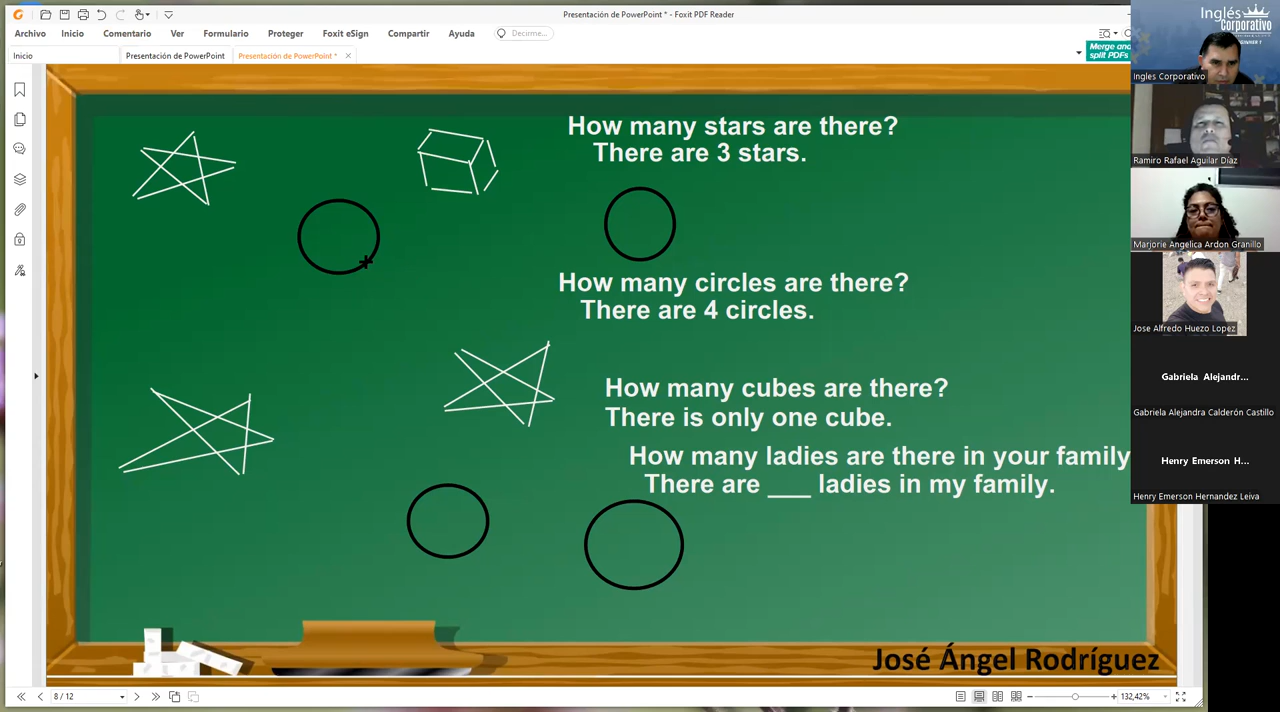 Presentación de PowerPoint * - Foxit PDF Reader
Archivo Inicio Comentario Ver Formulario Proteger Foxit eSign Compartir Ayuda Decirme...
Inicio Presentación de PowerPoint Presentación de PowerPoint *
Merge and
split PDFs
How many stars are there?
There are 3 stars.
How many circles are there?
There are 4 circles.
How many cubes are there?
There is only one cube.
How many ladies are there in your family
There are ___ ladies in my family.
José Ángel Rodríguez
8 / 12
132,42%
Inglés
Corporativo
Ingles Corporativo
Ramiro Rafael Aguilar Díaz
Marjorie Angelica Ardon Granillo
Jose Alfredo Huezo Lopez
Gabriela Alejandr...
Gabriela Alejandra Calderón Castillo
Henry Emerson H...
Henry Emerson Hernandez Leiva